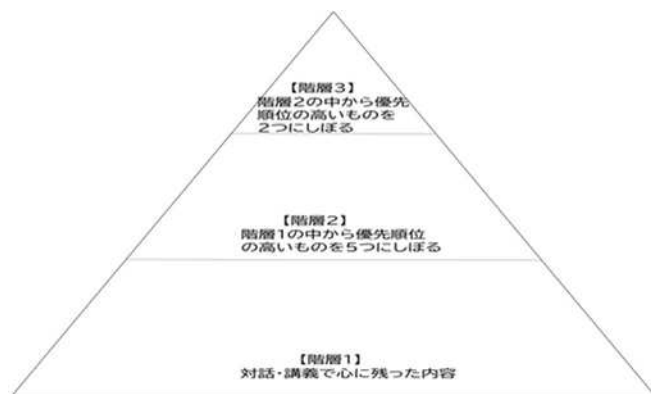 【階層3】
階層2の中から優先
順位の高いものを
2つにしぼる
【階層2】
階層1の中から優先順位
の高いものを5つにしぼる
【階層1】
対話・講義で心に残った内容